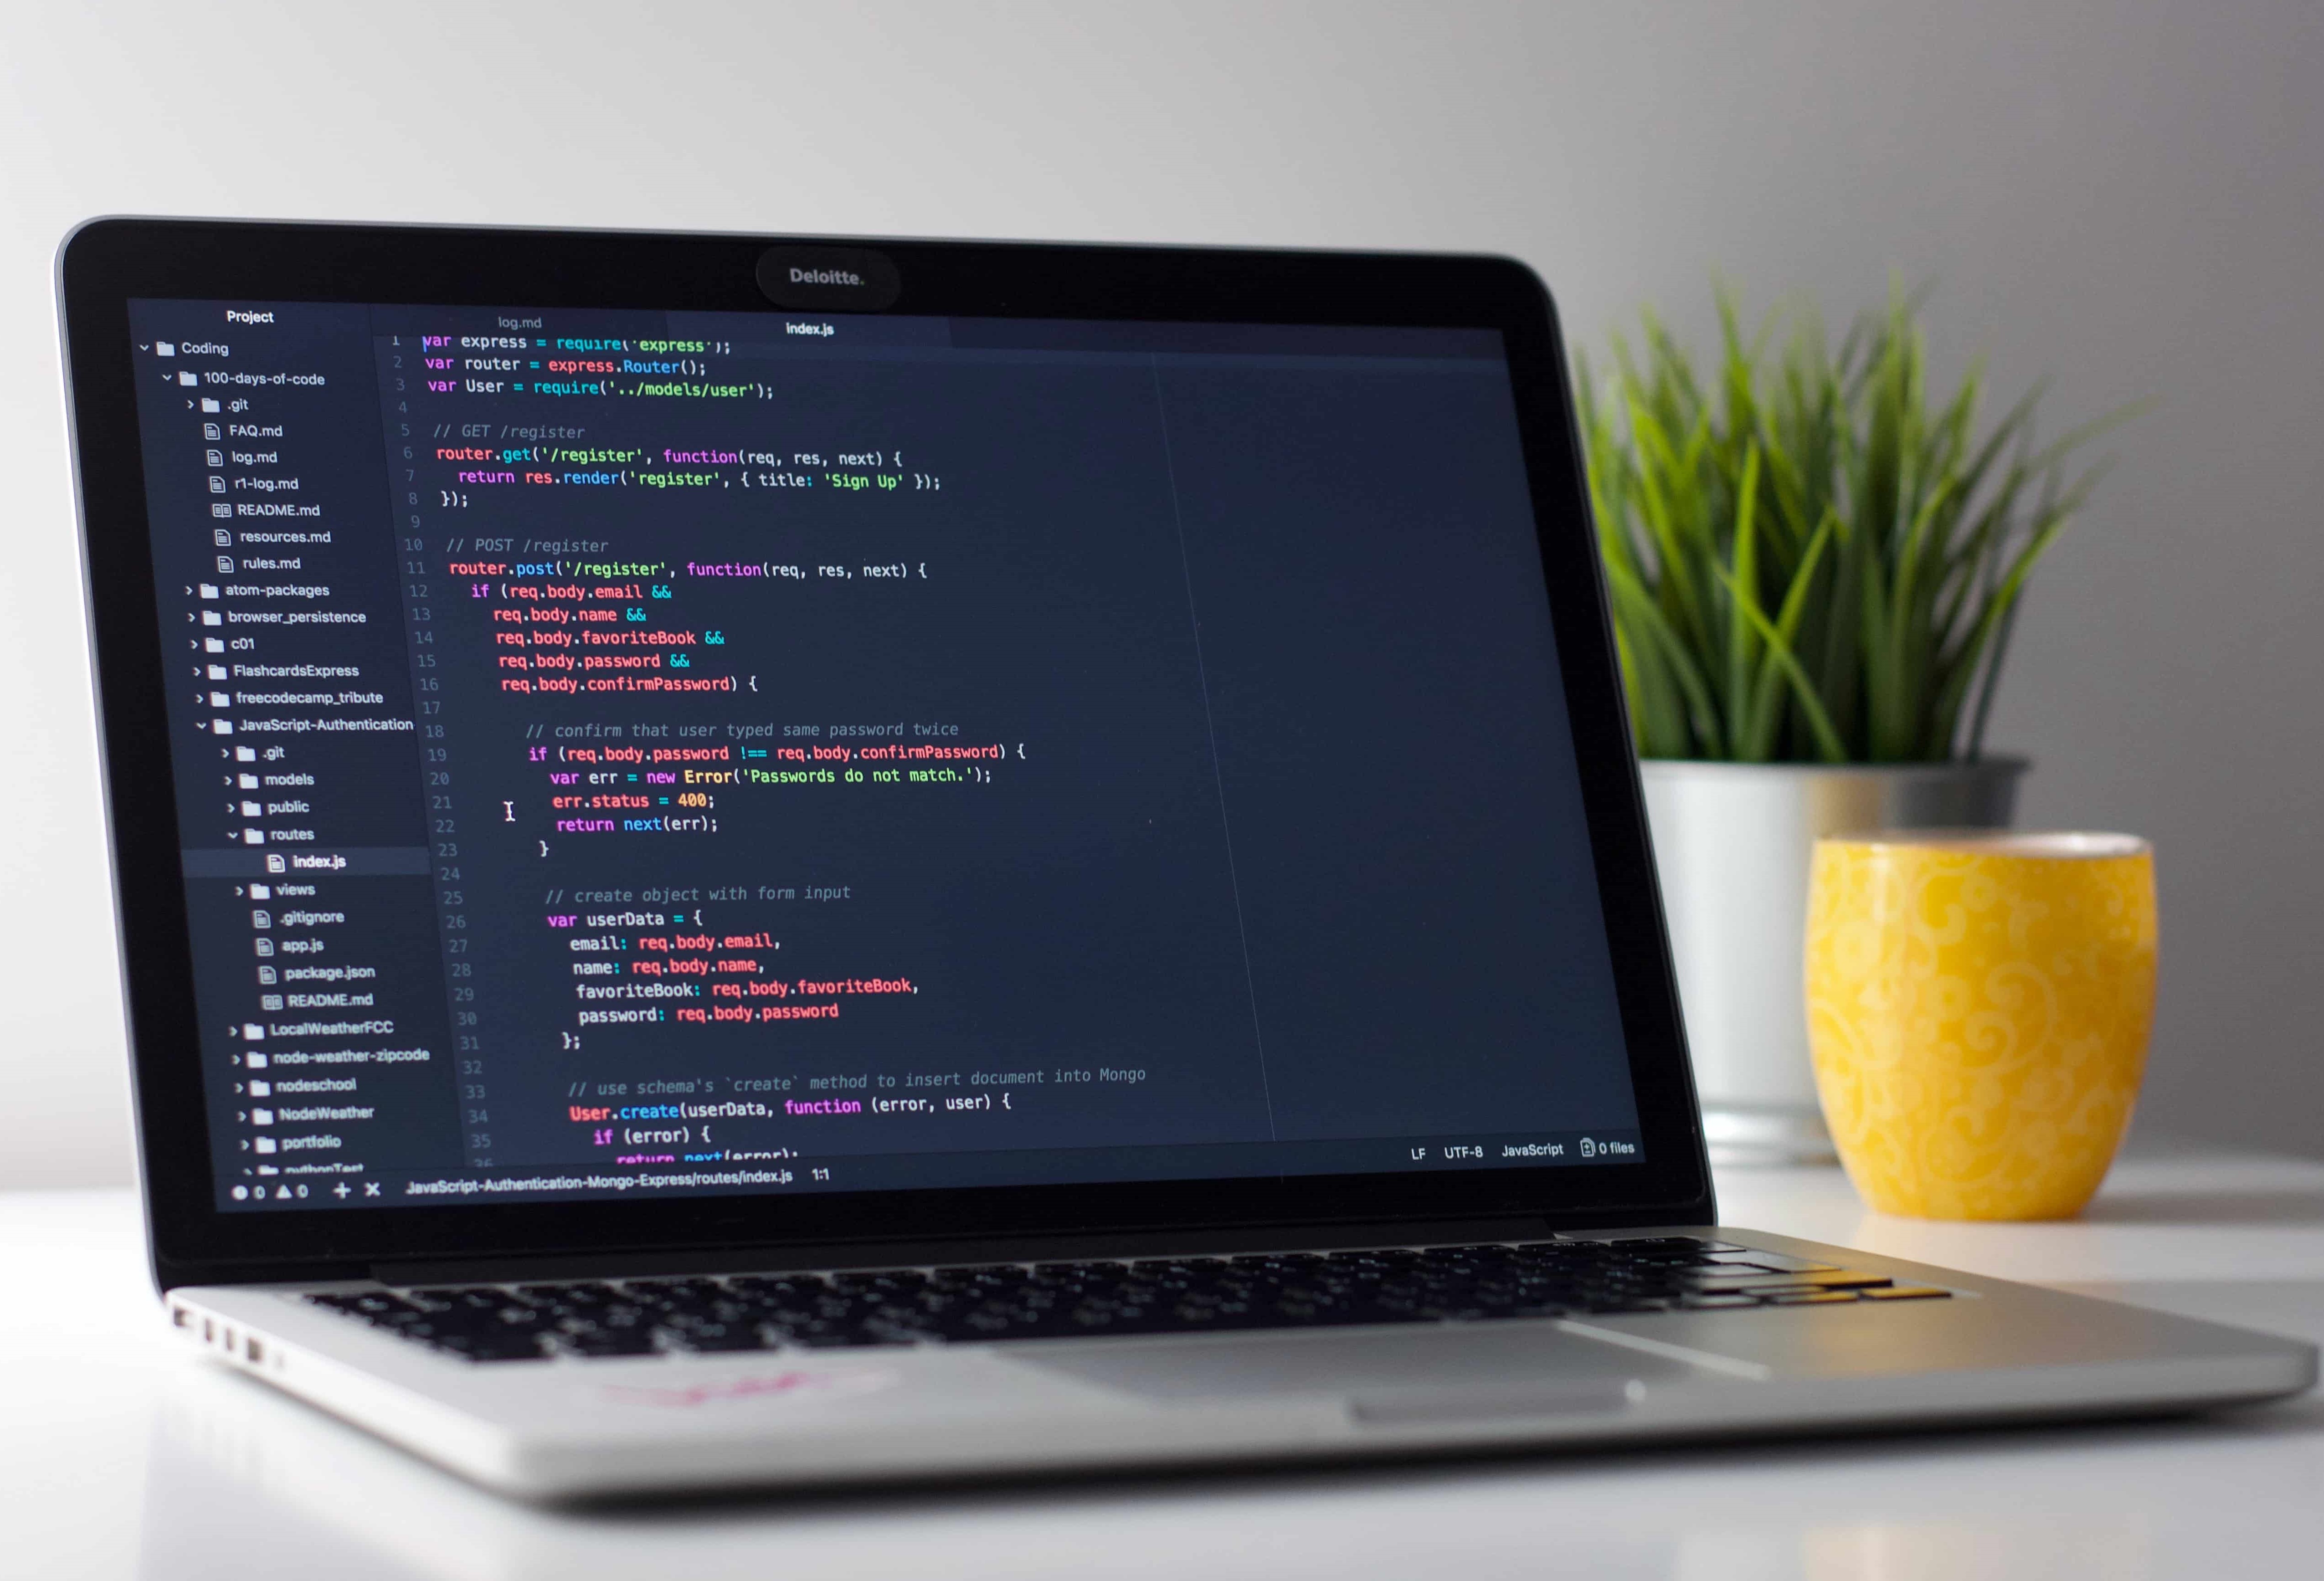 Deloitte.
Project
Coding
100-days-of-code
.git
FAQ.md
log.md
r1-log.md
README.md
resources.md
rules.md
atom-packages
browser_persistence
c01
FlashcardsExpress
freecodecamp_tribute
JavaScript-Authentication
.git
models
public
routes
index.js
views
.gitignore
app.js
package.json
README.md
LocalWeatherFCC
node-weather-zipcode
nodeschool
NodeWeather
portfolio
pythonTest
log.md
index.js
1 var express = require('express');
2 var router = express.Router();
3 var User = require('../models/user');
4
5 // GET /register
6 router.get('/register', function(req, res, next) {
7 return res.render('register', { title: 'Sign Up' });
8 });
9
10 // POST /register
11 router.post('/register', function(req, res, next) {
12 if (req.body.email &&
13 req.body.name &&
14 req.body.favoriteBook &&
15 req.body.password &&
16 req.body.confirmPassword) {
17
18 // confirm that user typed same password twice
19 if (req.body.password !== req.body.confirmPassword) {
20 var err = new Error('Passwords do not match.');
21 err.status = 400;
22 return next(err);
23 }
24
25 // create object with form input
26 var userData = {
27 email: req.body.email,
28 name: req.body.name,
29 favoriteBook: req.body.favoriteBook,
30 password: req.body.password
31 };
32
33 // use schema's `create` method to insert document into Mongo
34 User.create(userData, function (error, user) {
35 if (error) {
36 return next(error);
0 0 JavaScript-Authentication-Mongo-Express/routes/index.js 1:1 LF UTF-8 JavaScript 0 files